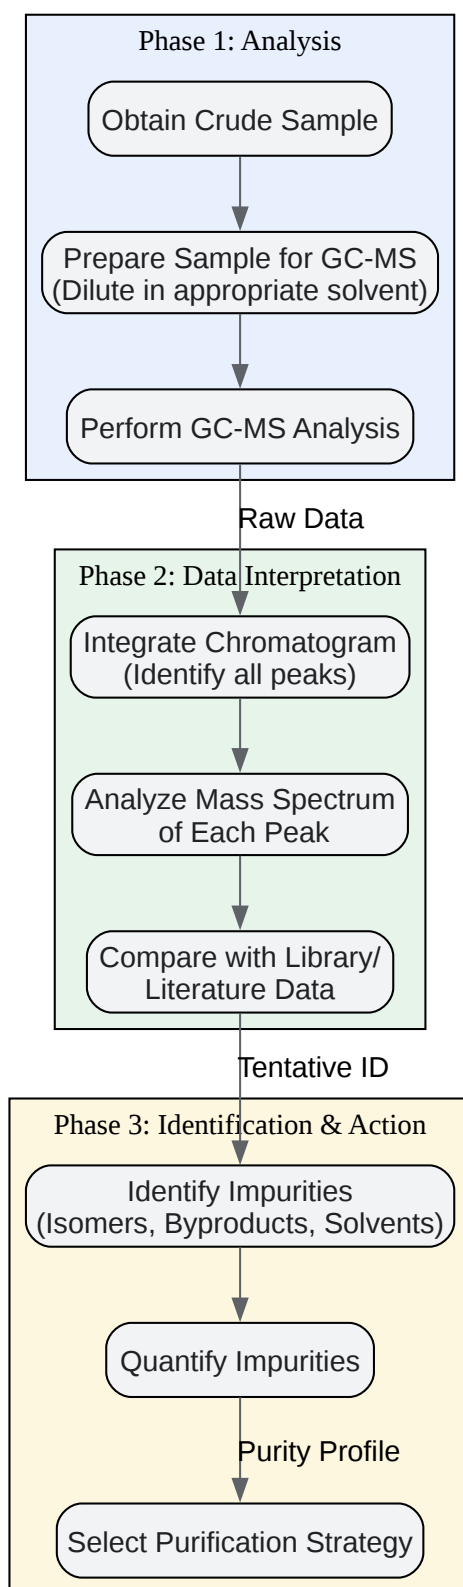 Phase 1: Analysis
Obtain Crude Sample
Prepare Sample for GC-MS
(Dilute in appropriate solvent)
Perform GC-MS Analysis
Raw Data
Phase 2: Data Interpretation
Integrate Chromatogram
(Identify all peaks)
Analyze Mass Spectrum
of Each Peak
Compare with Library/
Literature Data
Tentative ID
Phase 3: Identification & Action
Identify Impurities
(Isomers, Byproducts, Solvents)
Quantify Impurities
Purity Profile
Select Purification Strategy